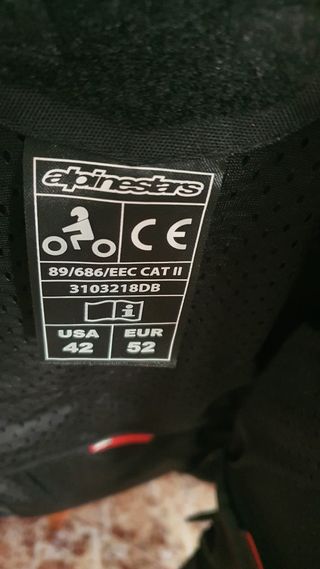 alpinestars
CE
89/686/EEC CAT II
3103218DB
i
USA EUR
42 52